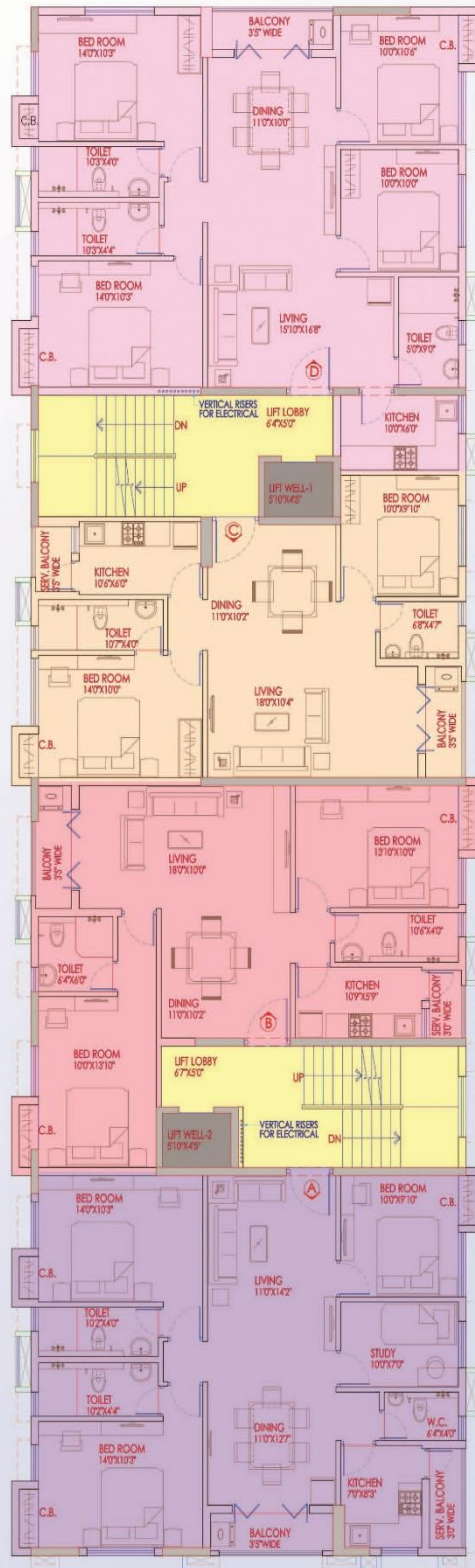 BALCONY
3'5" WIDE
BED ROOM
14'0"X10'3"
BED ROOM
10'0"X10'6"
C.B.
C.B.
DINING
11'0"X10'0"
TOILET
10'3"X4'0"
BED ROOM
10'0"X10'0"
TOILET
10'3"X4'4"
BED ROOM
14'0"X10'3"
LIVING
15'10"X16'8"
TOILET
5'0"X9'0"
C.B.
D
VERTICAL RISERS
FOR ELECTRICAL
LIFT LOBBY
6'4"X5'0"
KITCHEN
10'0"X6'0"
DN
UP
LIFT WELL-1
5'10"X4'5"
BED ROOM
10'0"X9'10"
C
SERV. BALCONY
3'5" WIDE
KITCHEN
10'6"X6'0"
DINING
11'0"X10'2"
TOILET
10'7"X4'0"
TOILET
6'8"X4'7"
BED ROOM
14'0"X10'0"
LIVING
18'0"X10'4"
BALCONY
3'5" WIDE
C.B.
C.B.
BALCONY
3'5" WIDE
LIVING
18'0"X10'0"
BED ROOM
13'10"X10'0"
TOILET
10'6"X4'0"
TOILET
6'4"X6'0"
KITCHEN
10'9"X5'9"
SERV. BALCONY
3'0" WIDE
DINING
11'0"X10'2"
B
BED ROOM
10'0"X13'10"
LIFT LOBBY
6'7"X5'0"
UP
C.B.
LIFT WELL-2
5'10"X4'5"
VERTICAL RISERS
FOR ELECTRICAL
DN
A
BED ROOM
14'0"X10'3"
BED ROOM
10'0"X9'10"
C.B.
LIVING
11'0"X14'2"
C.B.
TOILET
10'2"X4'0"
STUDY
10'0"X7'0"
TOILET
10'2"X4'4"
W.C.
6'4"X4'0"
BED ROOM
14'0"X10'3"
DINING
11'0"X12'7"
KITCHEN
7'0"X8'3"
C.B.
BALCONY
3'5"WIDE
SERV. BALCONY
3'0" WIDE